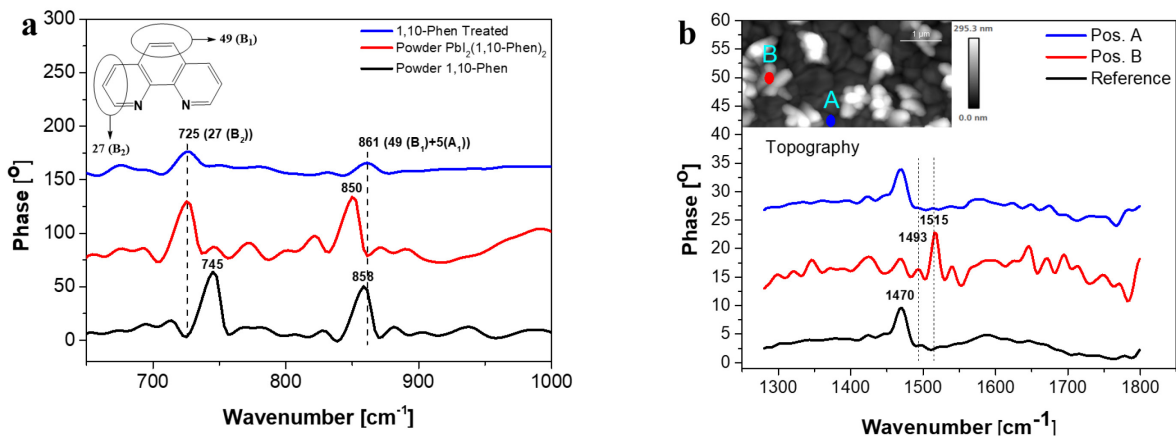 a
Phase [°]
300
250
200
150
100
50
0
49 (B₁)
N
N
27 (B₂)
1,10-Phen Treated
Powder PbI₂(1,10-Phen)₂
Powder 1,10-Phen
725 (27 (B₂))
861 (49 (B₁)+5(A₁))
850
745
858
700
800
900
1000
Wavenumber [cm⁻¹]
b
Phase [°]
60
55
50
45
40
35
30
25
20
15
10
5
0
B
A
1 μm
295.3 nm
0.0 nm
Topography
Pos. A
Pos. B
Reference
1515
1493
1470
1300
1400
1500
1600
1700
1800
Wavenumber [cm⁻¹]